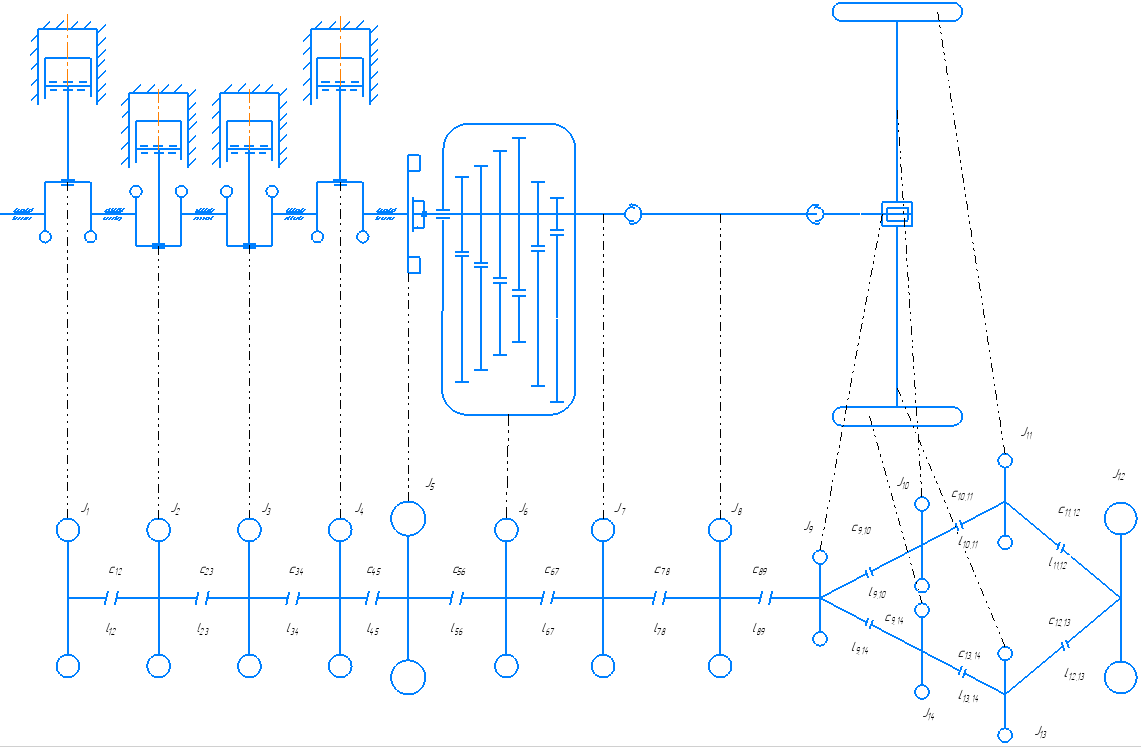 J11
J12
J5
J10
c10,11
J1
J2
J3
J4
J6
J7
J8
c11,12
J9
c9,10
l10,11
l11,12
c12
c23
c34
c45
c56
c67
c78
c89
l9,10
c9,14
c12,13
l12
l23
l34
l45
l56
l67
l78
l89
l9,14
c13,14
l12,13
l13,14
J14
J13